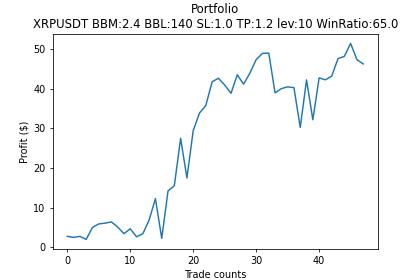 Portfolio
XRPUSDT BBM:2.4 BBL:140 SL:1.0 TP:1.2 lev:10 WinRatio:65.0
50
40
30
20
10
0
Profit ($)
0 10 20 30 40
Trade counts